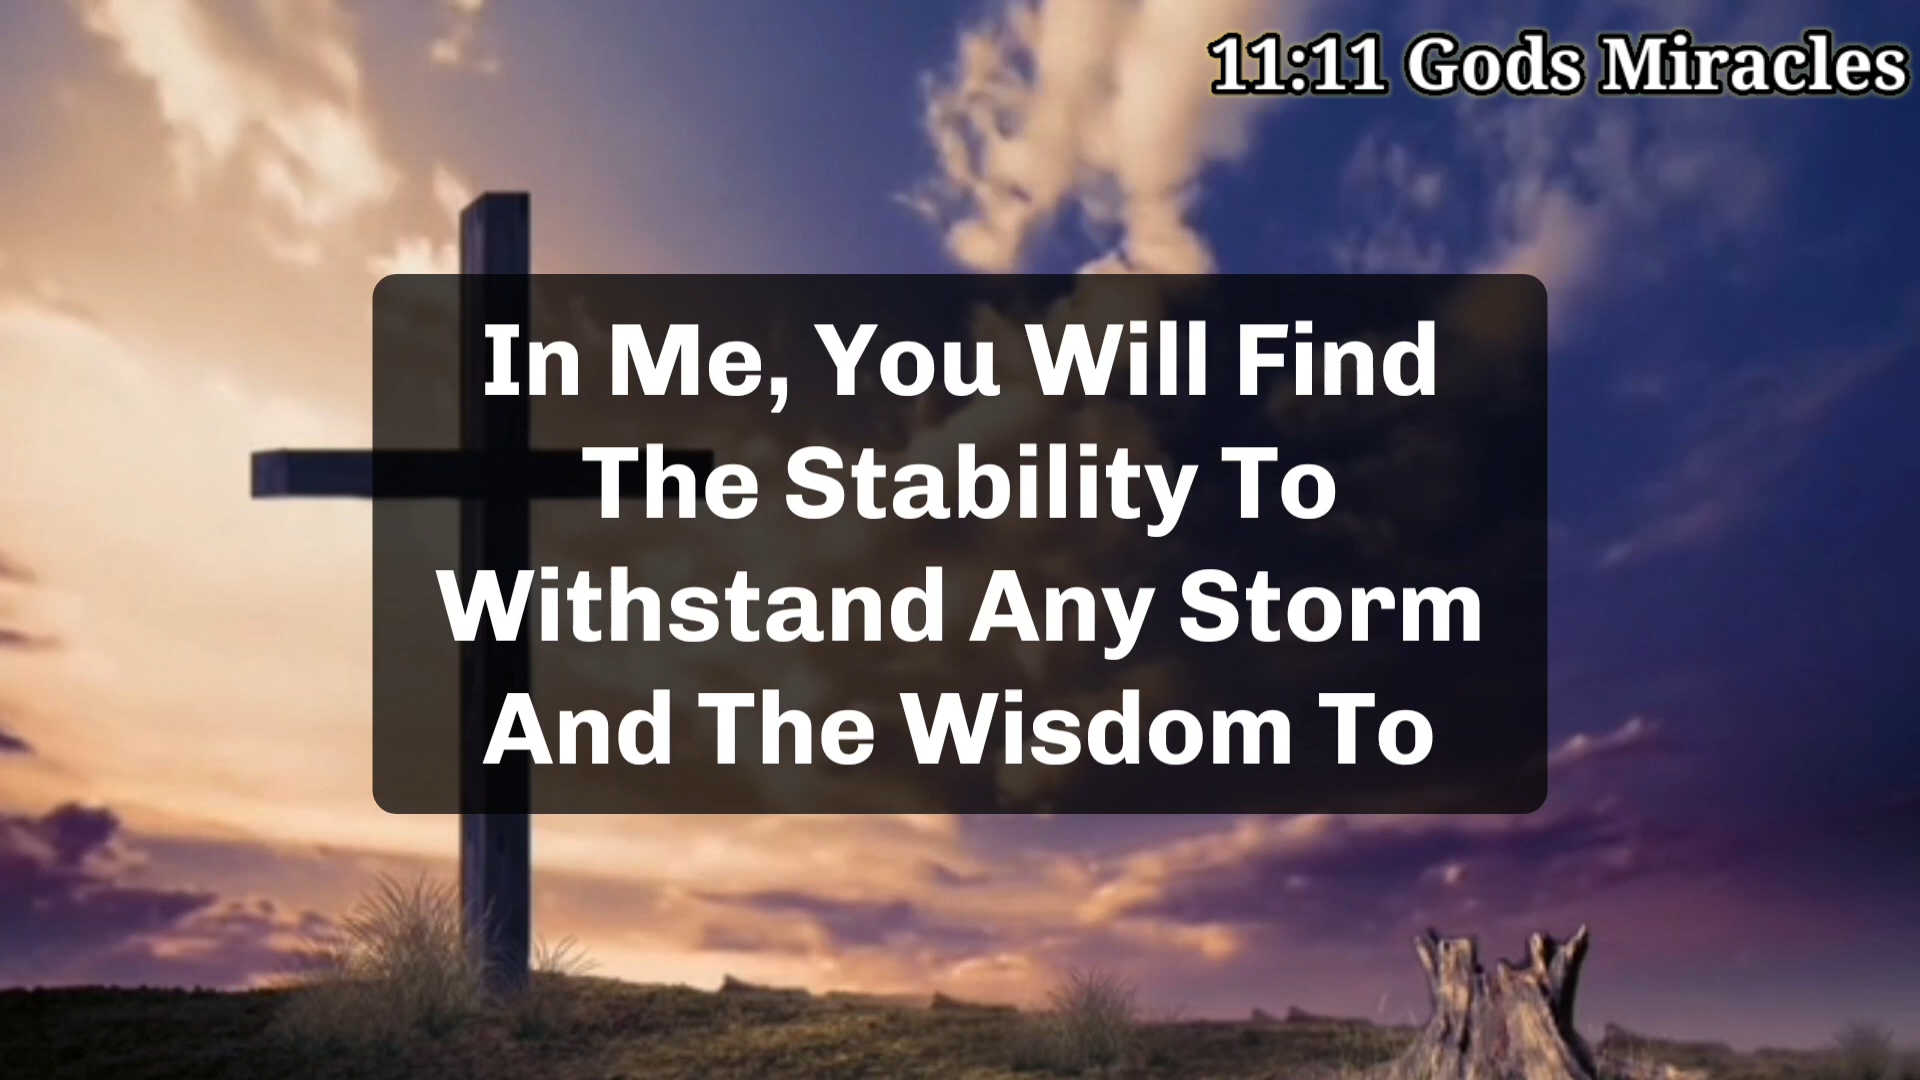 11:11 Gods Miracles
In Me, You Will Find
The Stability To
Withstand Any Storm
And The Wisdom To